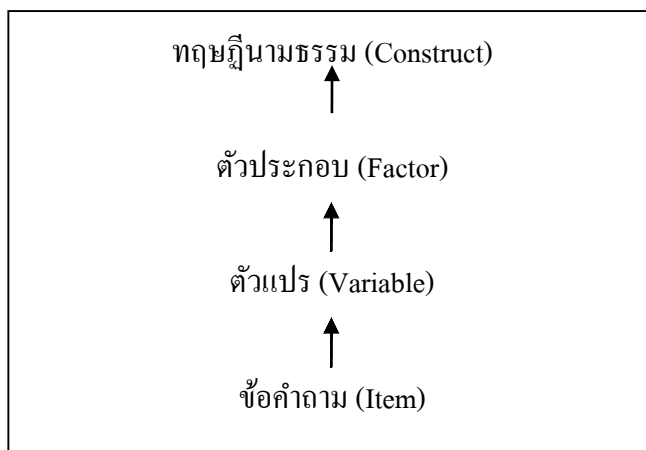 ทฤษฎีนามธรรม (Construct)
ตัวประกอบ (Factor)
ตัวแปร (Variable)
ข้อคำถาม (Item)